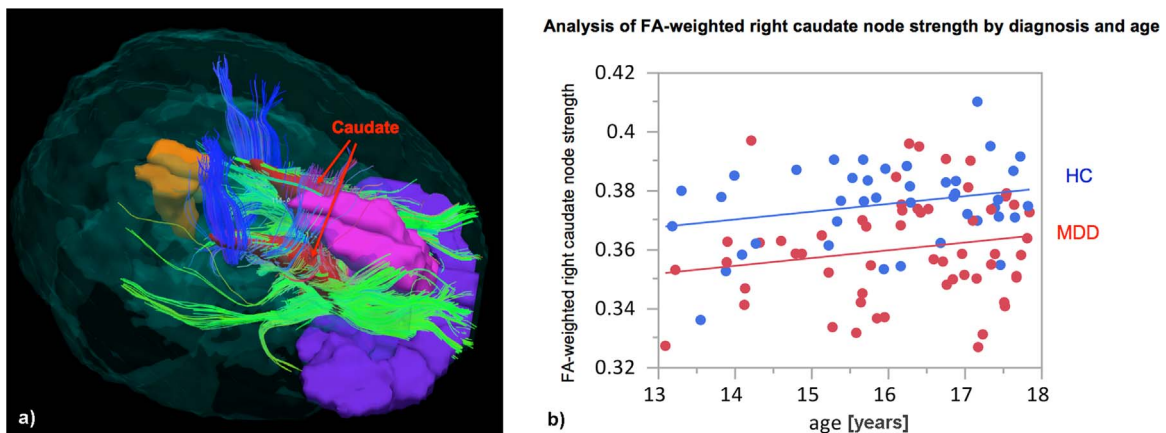 Caudate
a)
Analysis of FA-weighted right caudate node strength by diagnosis and age
FA-weighted right caudate node strength
0.42
0.4
0.38
0.36
0.34
0.32
HC
MDD
13 14 15 16 17 18
b)
age [years]